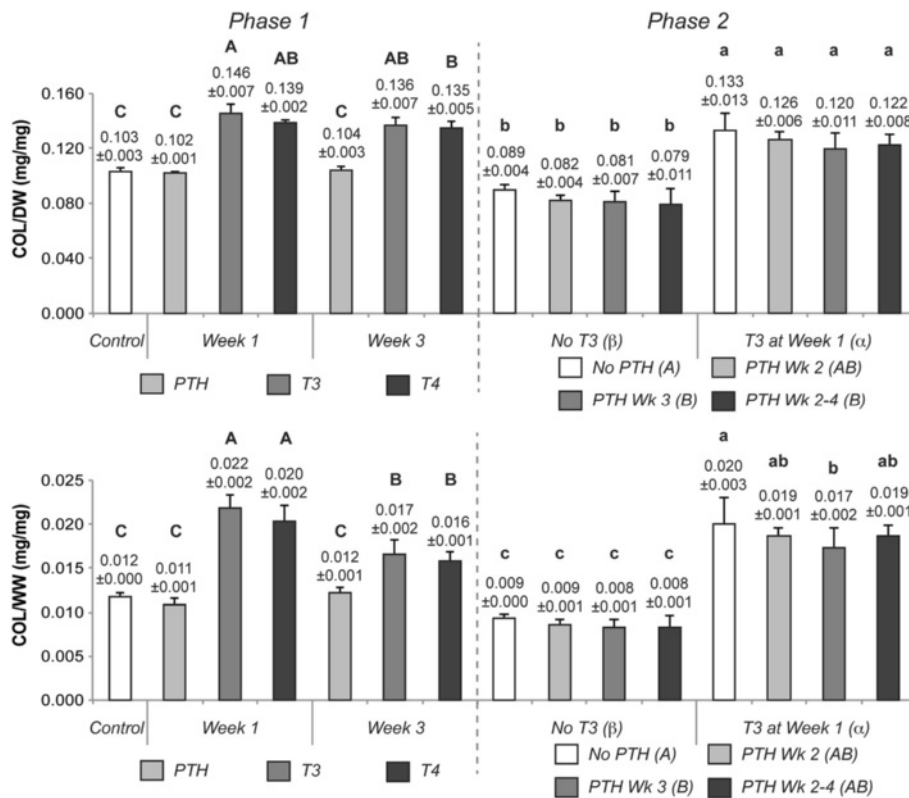 Phase 1
Phase 2
COL/DW (mg/mg)
0.160
0.120
0.080
0.040
0.000
C
0.103
±0.003
C
0.102
±0.001
A
0.146
±0.007
AB
0.139
±0.002
C
0.104
±0.003
AB
0.136
±0.007
B
0.135
±0.005
b
0.089
±0.004
b
0.082
±0.004
b
0.081
±0.007
b
0.079
±0.011
a
0.133
±0.013
a
0.126
±0.006
a
0.120
±0.011
a
0.122
±0.008
Control
Week 1
Week 3
No T3 (β)
T3 at Week 1 (α)
PTH
T3
T4
No PTH (A)
PTH Wk 2 (AB)
PTH Wk 3 (B)
PTH Wk 2-4 (B)
COL/WW (mg/mg)
0.025
0.020
0.015
0.010
0.005
0.000
C
0.012
±0.000
C
0.011
±0.001
A
0.022
±0.002
A
0.020
±0.002
C
0.012
±0.001
B
0.017
±0.002
B
0.016
±0.001
c
0.009
±0.000
c
0.009
±0.001
c
0.008
±0.001
c
0.008
±0.001
a
0.020
±0.003
ab
0.019
±0.001
b
0.017
±0.002
ab
0.019
±0.001
Control
Week 1
Week 3
No T3 (β)
T3 at Week 1 (α)
PTH
T3
T4
No PTH (A)
PTH Wk 2 (AB)
PTH Wk 3 (B)
PTH Wk 2-4 (AB)